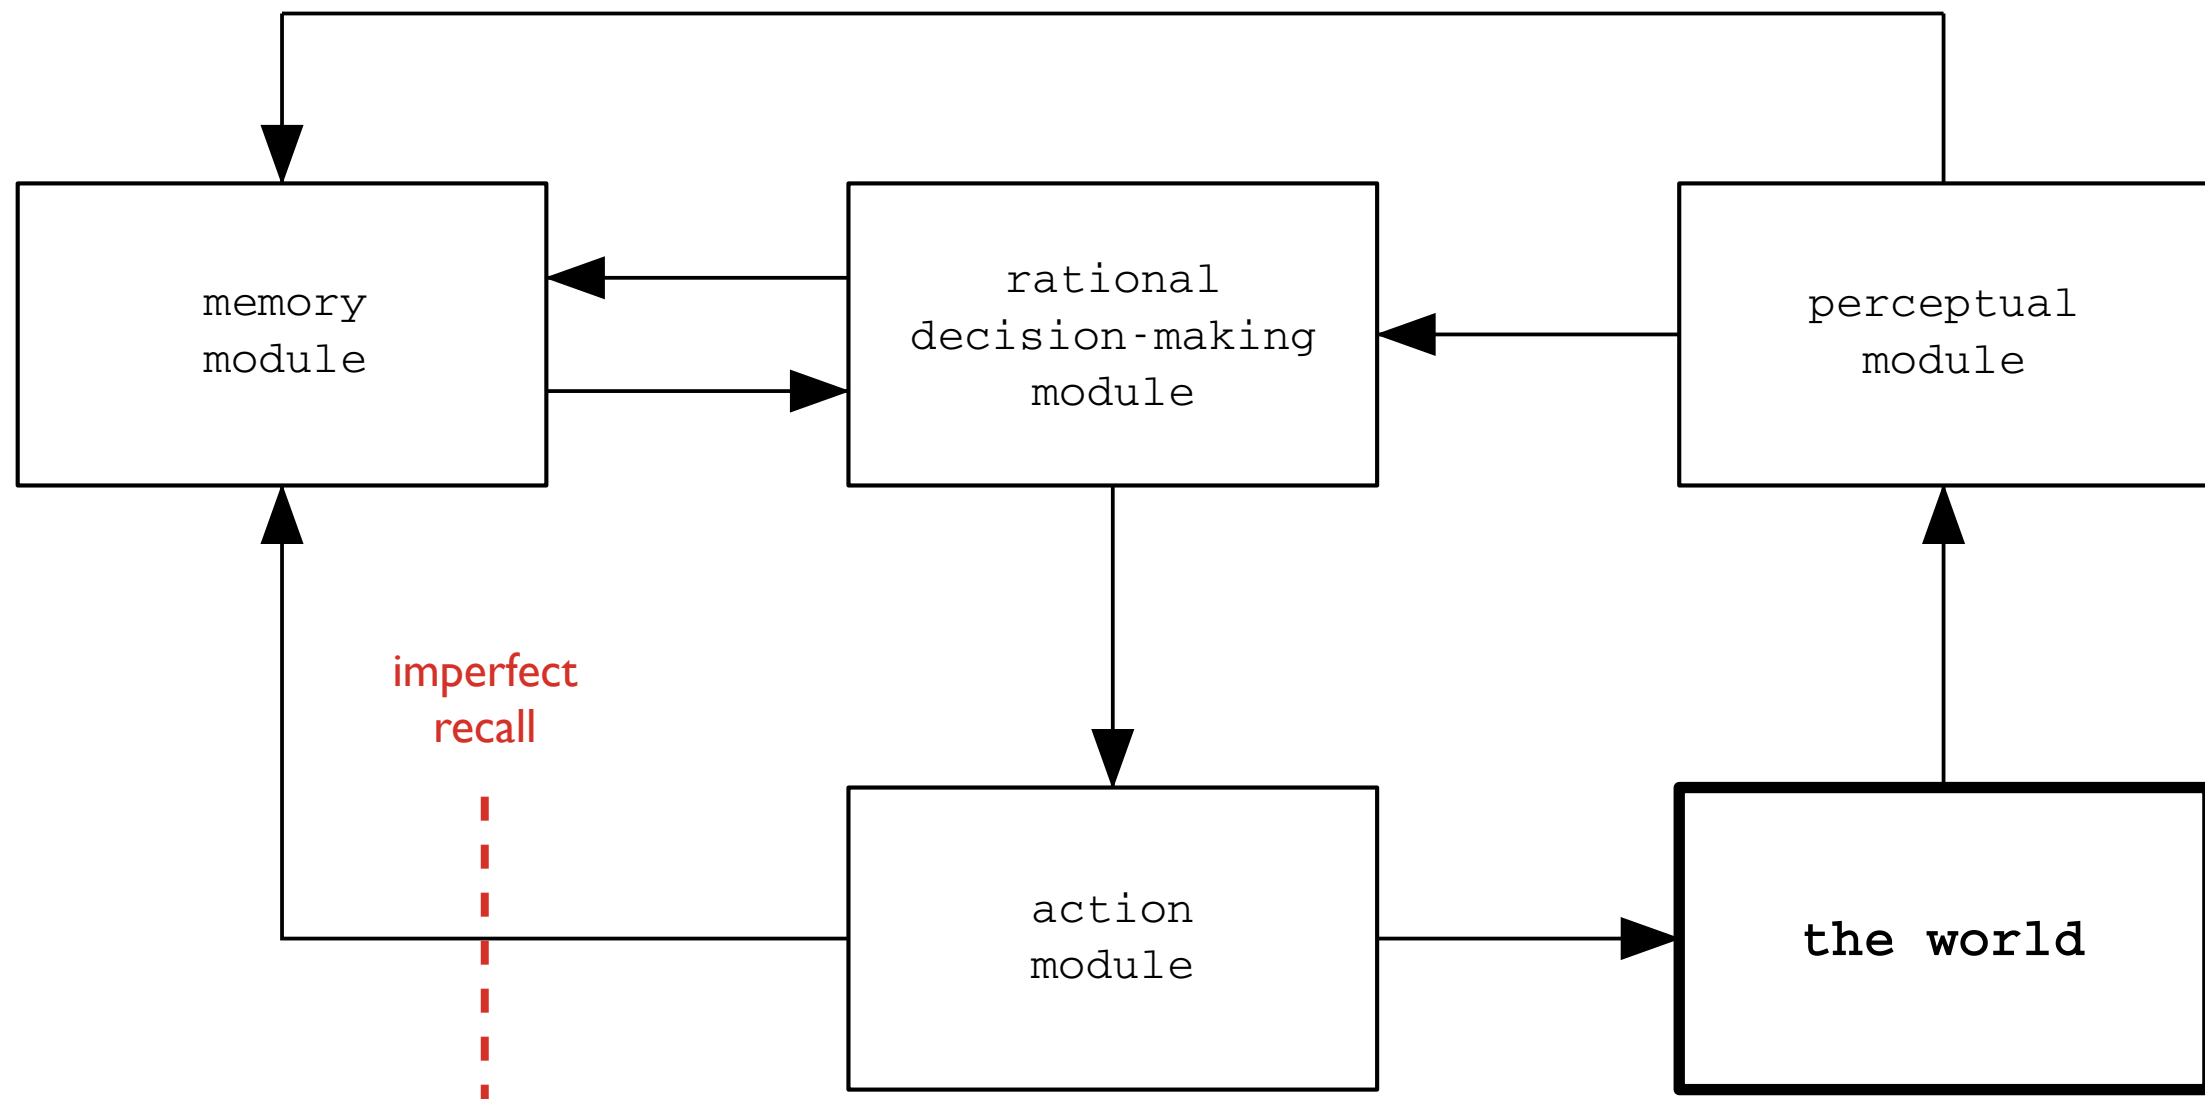 memory
module
rational
decision-making
module
perceptual
module
imperfect
recall
action
module
the world